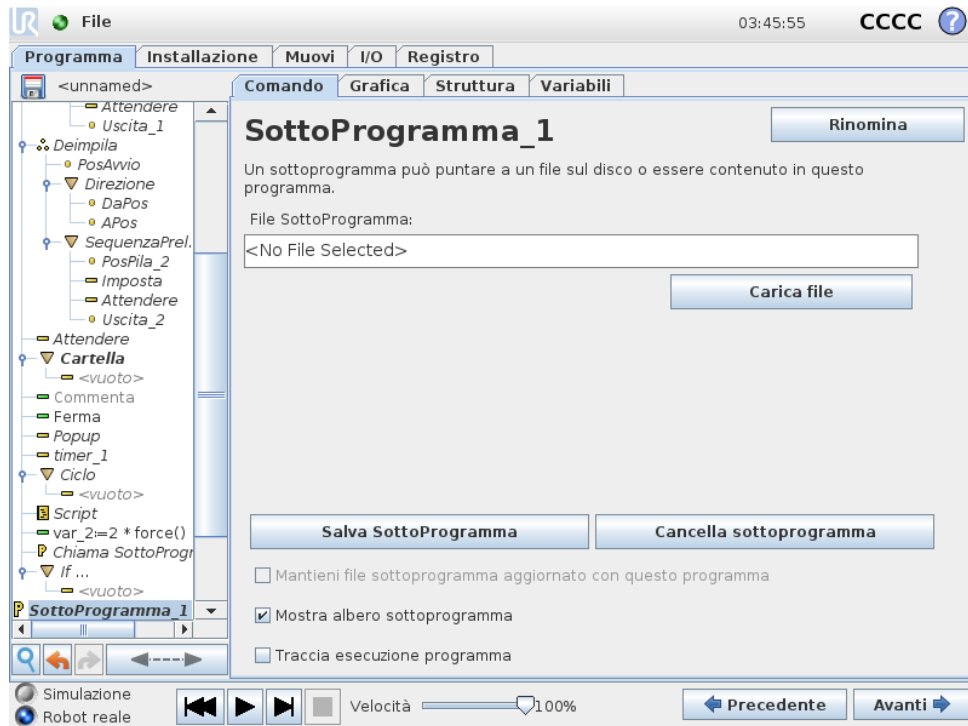 UR File 03:45:55 CCCC ?
Programma Installazione Muovi I/O Registro
<unnamed>
Comando Grafica Struttura Variabili
Attendere
Uscita_1
Deimpila
PosAvvio
Direzione
DaPos
APos
SequenzaPrel.
PosPila_2
Imposta
Attendere
Uscita_2
Attendere
Cartella
<vuoto>
Commenta
Ferma
Popup
timer_1
Ciclo
<vuoto>
Script
var_2:=2 * force()
Chiama SottoProgr
If ...
<vuoto>
SottoProgramma_1
SottoProgramma_1
Rinomina
Un sottoprogramma può puntare a un file sul disco o essere contenuto in questo
programma.
File SottoProgramma:
<No File Selected>
Carica file
Salva SottoProgramma Cancella sottoprogramma
Mantieni file sottoprogramma aggiornato con questo programma
Mostra albero sottoprogramma
Traccia esecuzione programma
Simulazione
Robot reale
Velocità 100%
Precedente Avanti